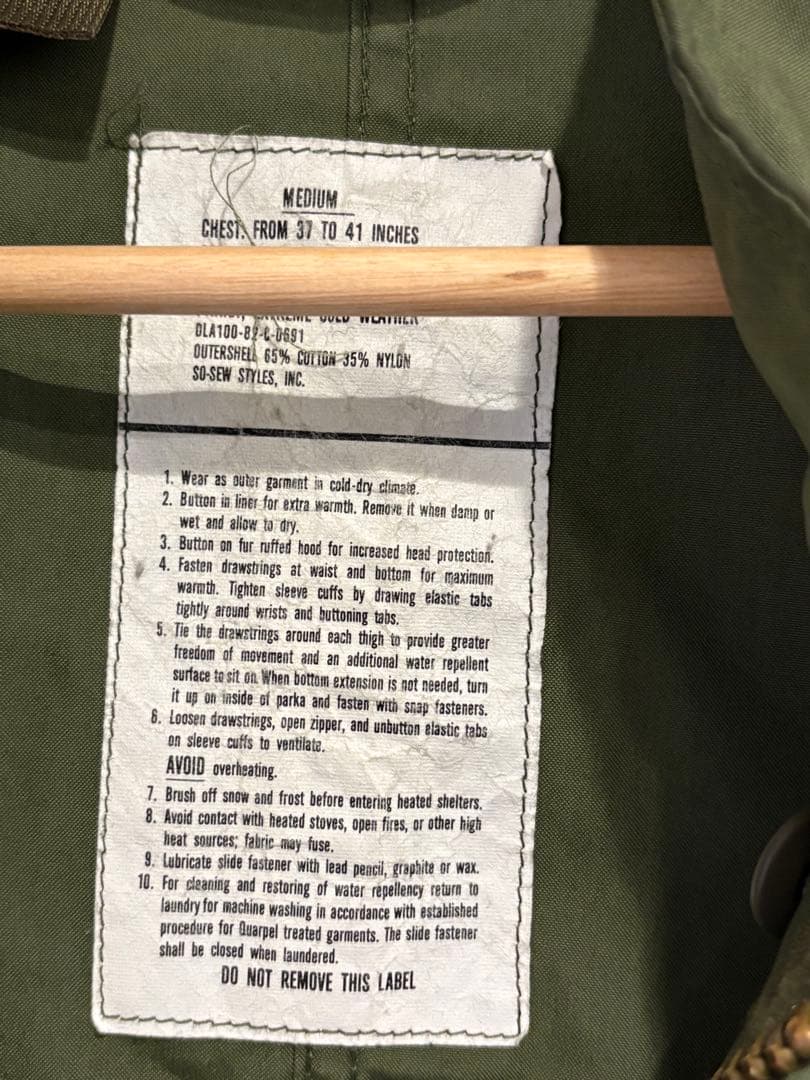 MEDIUM
CHEST: FROM 37 TO 41 INCHES
EXTREME COLD WEATHER
DLA100-82-C-0691
OUTERSHELL 65% COTTON 35% NYLON
SO-SEW STYLES, INC.
1. Wear as outer garment in cold-dry climate.
2. Button in liner for extra warmth. Remove it when damp or
wet and allow to dry.
3. Button on fur ruffed hood for increased head protection.
4. Fasten drawstrings at waist and bottom for maximum
warmth. Tighten sleeve cuffs by drawing elastic tabs
tightly around wrists and buttoning tabs.
5. Tie the drawstrings around each thigh to provide greater
freedom of movement and an additional water repellent
surface to sit on. When bottom extension is not needed, turn
it up on inside of parka and fasten with snap fasteners.
6. Loosen drawstrings, open zipper, and unbutton elastic tabs
on sleeve cuffs to ventilate.
AVOID overheating.
7. Brush off snow and frost before entering heated shelters.
8. Avoid contact with heated stoves, open fires, or other high
heat sources; fabric may fuse.
9. Lubricate slide fastener with lead pencil, graphite or wax.
10. For cleaning and restoring of water repellency return to
laundry for machine washing in accordance with established
procedure for Quarpel treated garments. The slide fastener
shall be closed when laundered.
DO NOT REMOVE THIS LABEL